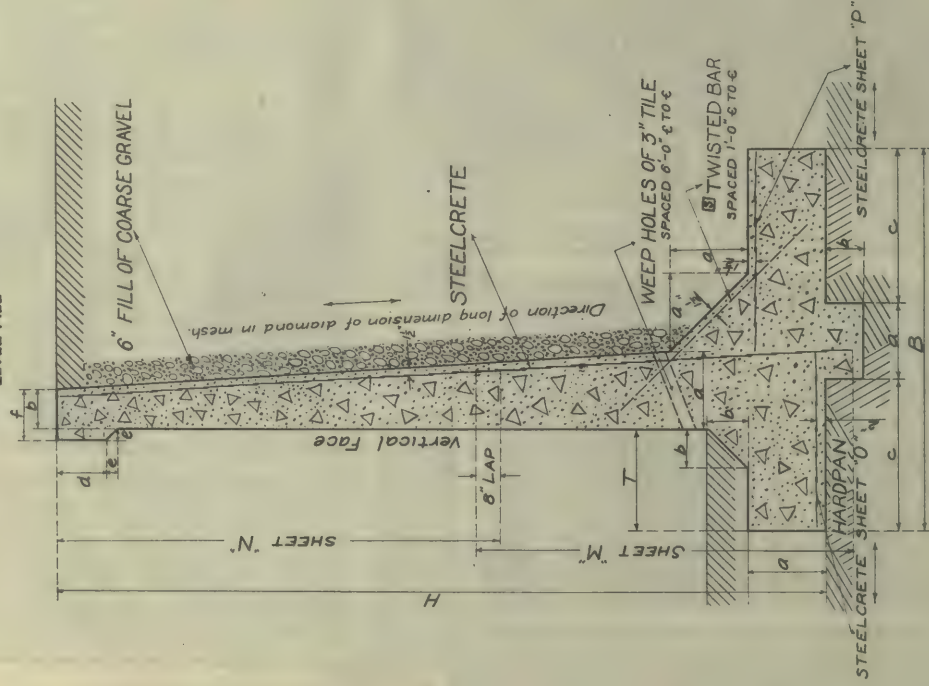 6" FILL OF COARSE GRAVEL
f
b
d
e
e
Direction of long dimension of diamond in mesh.
1½"
STEELCRETE
Vertical Face
8" LAP
SHEET "N"
SHEET "M"
H
T
WEEP HOLES OF 3" TILE
SPACED 6'-0" ₵ TO ₵
TWISTED BAR
SPACED 1'-0" ₵ TO ₵
a
a
a
b
b
a
HARDPAN
STEELCRETE SHEET "O"
STEELCRETE SHEET "P"
b
c
a
c
B